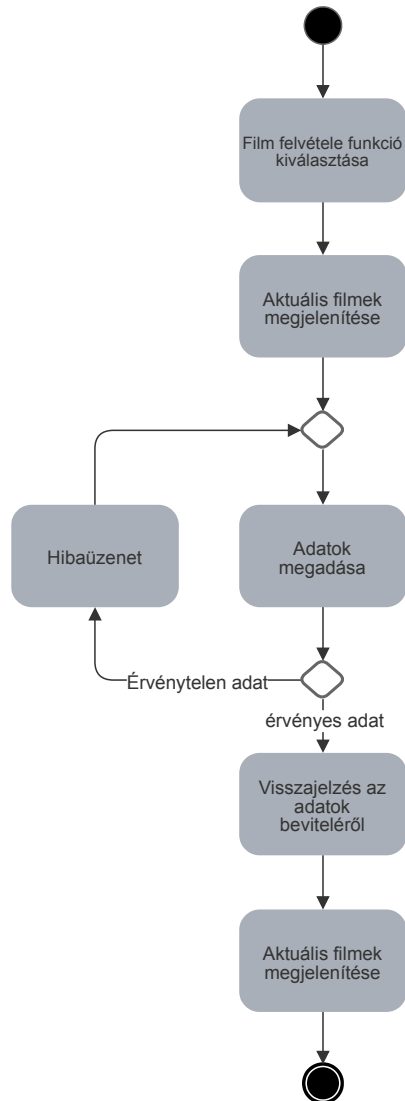 Film felvétele funkció
kiválasztása
Aktuális filmek
megjelenítése
Hibaüzenet
Adatok
megadása
Érvénytelen adat
érvényes adat
Visszajelzés az
adatok
beviteléről
Aktuális filmek
megjelenítése